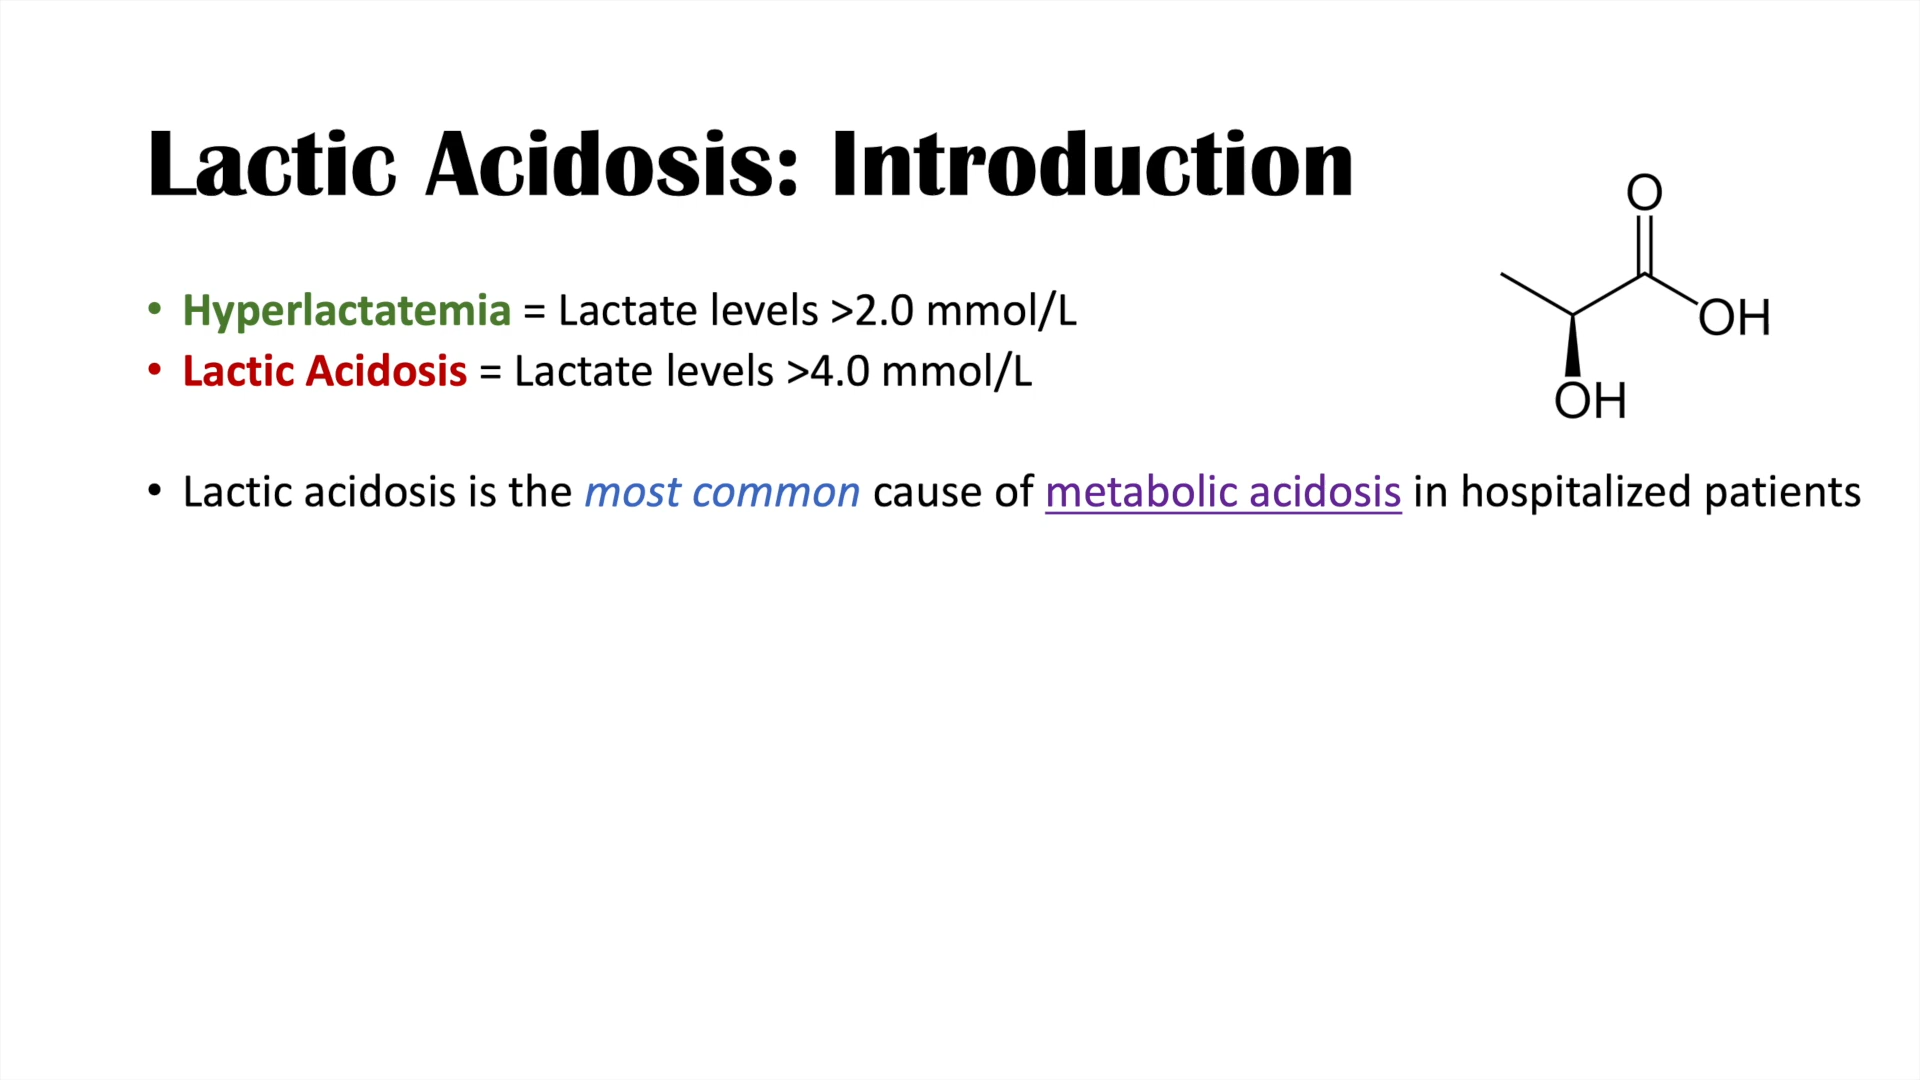 Lactic Acidosis: Introduction
• Hyperlactatemia = Lactate levels >2.0 mmol/L
• Lactic Acidosis = Lactate levels >4.0 mmol/L
• Lactic acidosis is the most common cause of metabolic acidosis in hospitalized patients
O
OH
OH